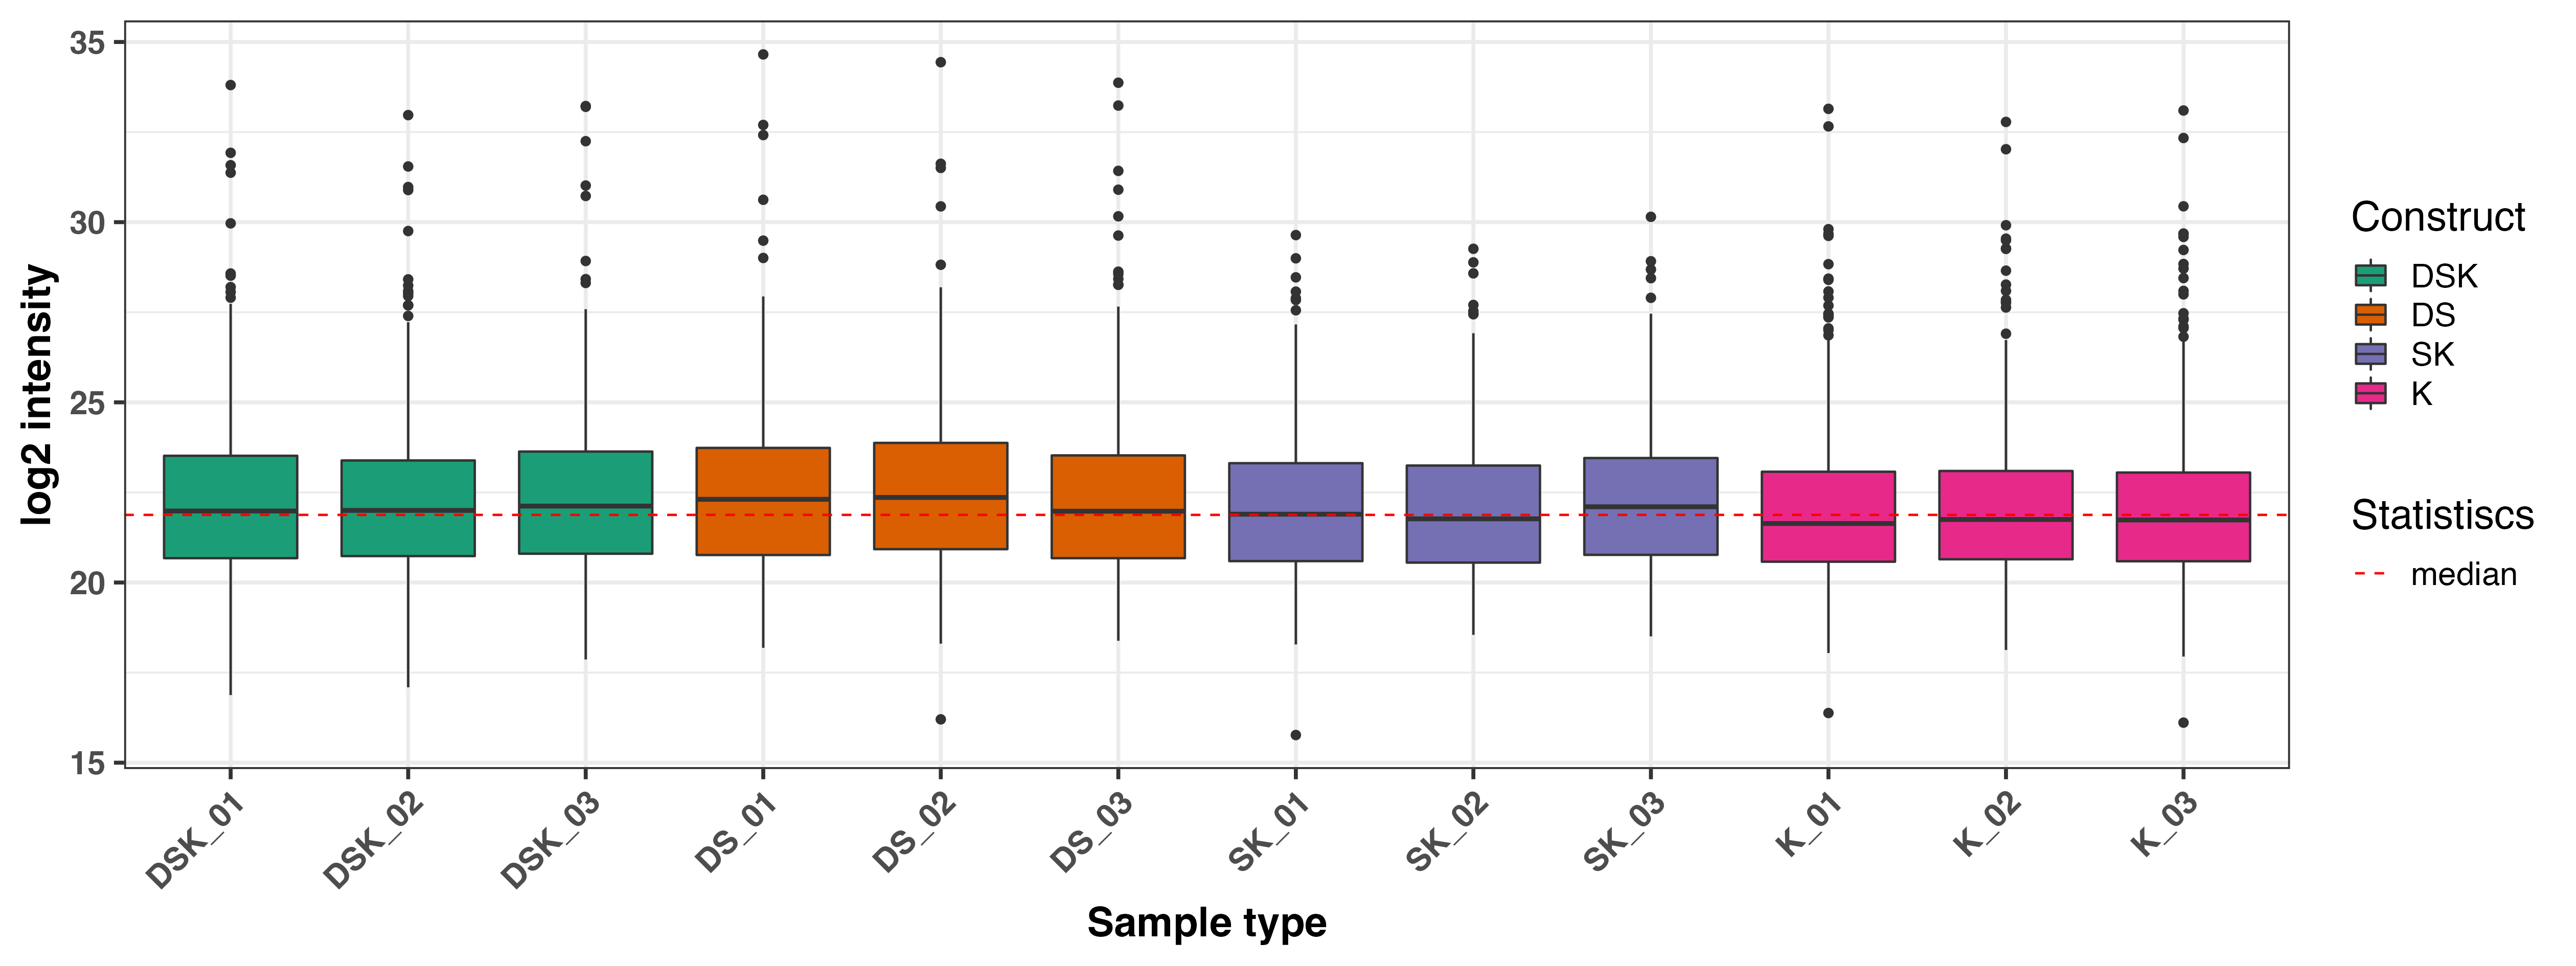 35
30
25
20
15
log2 intensity
DSK_01
DSK_02
DSK_03
DS_01
DS_02
DS_03
SK_01
SK_02
SK_03
K_01
K_02
K_03
Sample type
Construct
DSK
DS
SK
K
Statistiscs
median